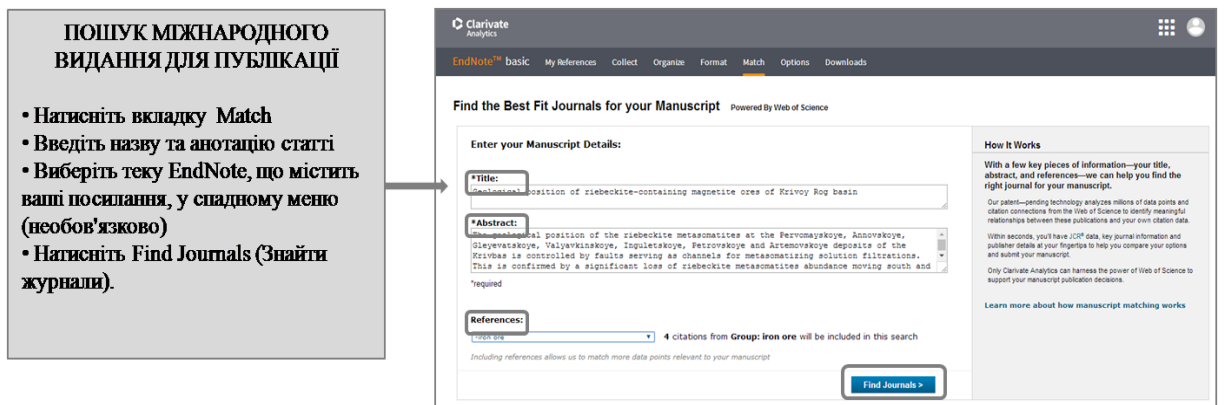 ПОШУК МІЖНАРОДНОГО
ВИДАННЯ ДЛЯ ПУБЛІКАЦІЇ
• Натисніть вкладку Match
• Введіть назву та анотацію статті
• Виберіть теку EndNote, що містить
ваші посилання, у спадному меню
(необов'язково)
• Натисніть Find Journals (Знайти
журнали).
Clarivate
Analytics
EndNote™ basic My References Collect Organize Format Match Options Downloads
Find the Best Fit Journals for your Manuscript Powered By Web of Science
Enter your Manuscript Details:
*Title:
Geological position of riebeckite-containing magnetite ores of Krivoy Rog basin
*Abstract:
The geological position of the riebeckite metasomatites at the Pervomayskoye, Annovskoye,
Gleyevatskoye, Valyavkinskoye, Inguletskoye, Petrovskoye and Artemovskoye deposits of the
Krivbas is controlled by faults serving as channels for metasomatizing solution filtrations.
This is confirmed by a significant loss of riebeckite metasomatites abundance moving south and
*required
References:
iron ore
4 citations from Group: iron ore will be included in this search
Including references allows us to match more data points relevant to your manuscript
Find Journals >
How It Works
With a few key pieces of information—your title,
abstract, and references—we can help you find the
right journal for your manuscript.
Our patent—pending technology analyzes millions of data points and
citation connections from the Web of Science to identify meaningful
relationships between these publications and your own citation data.
Within seconds, you'll have JCR® data, key journal information and
publisher details at your fingertips to help you compare your options
and submit your manuscript.
Only Clarivate Analytics can harness the power of Web of Science to
support your manuscript publication decisions.
Learn more about how manuscript matching works